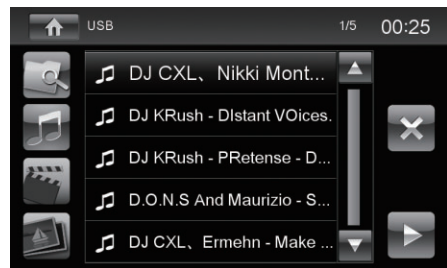 USB 1/5 00:25
DJ CXL、Nikki Mont...
DJ KRush - DIstant VOices.
DJ KRush - PRetense - D...
D.O.N.S And Maurizio - S...
DJ CXL、Ermehn - Make ...